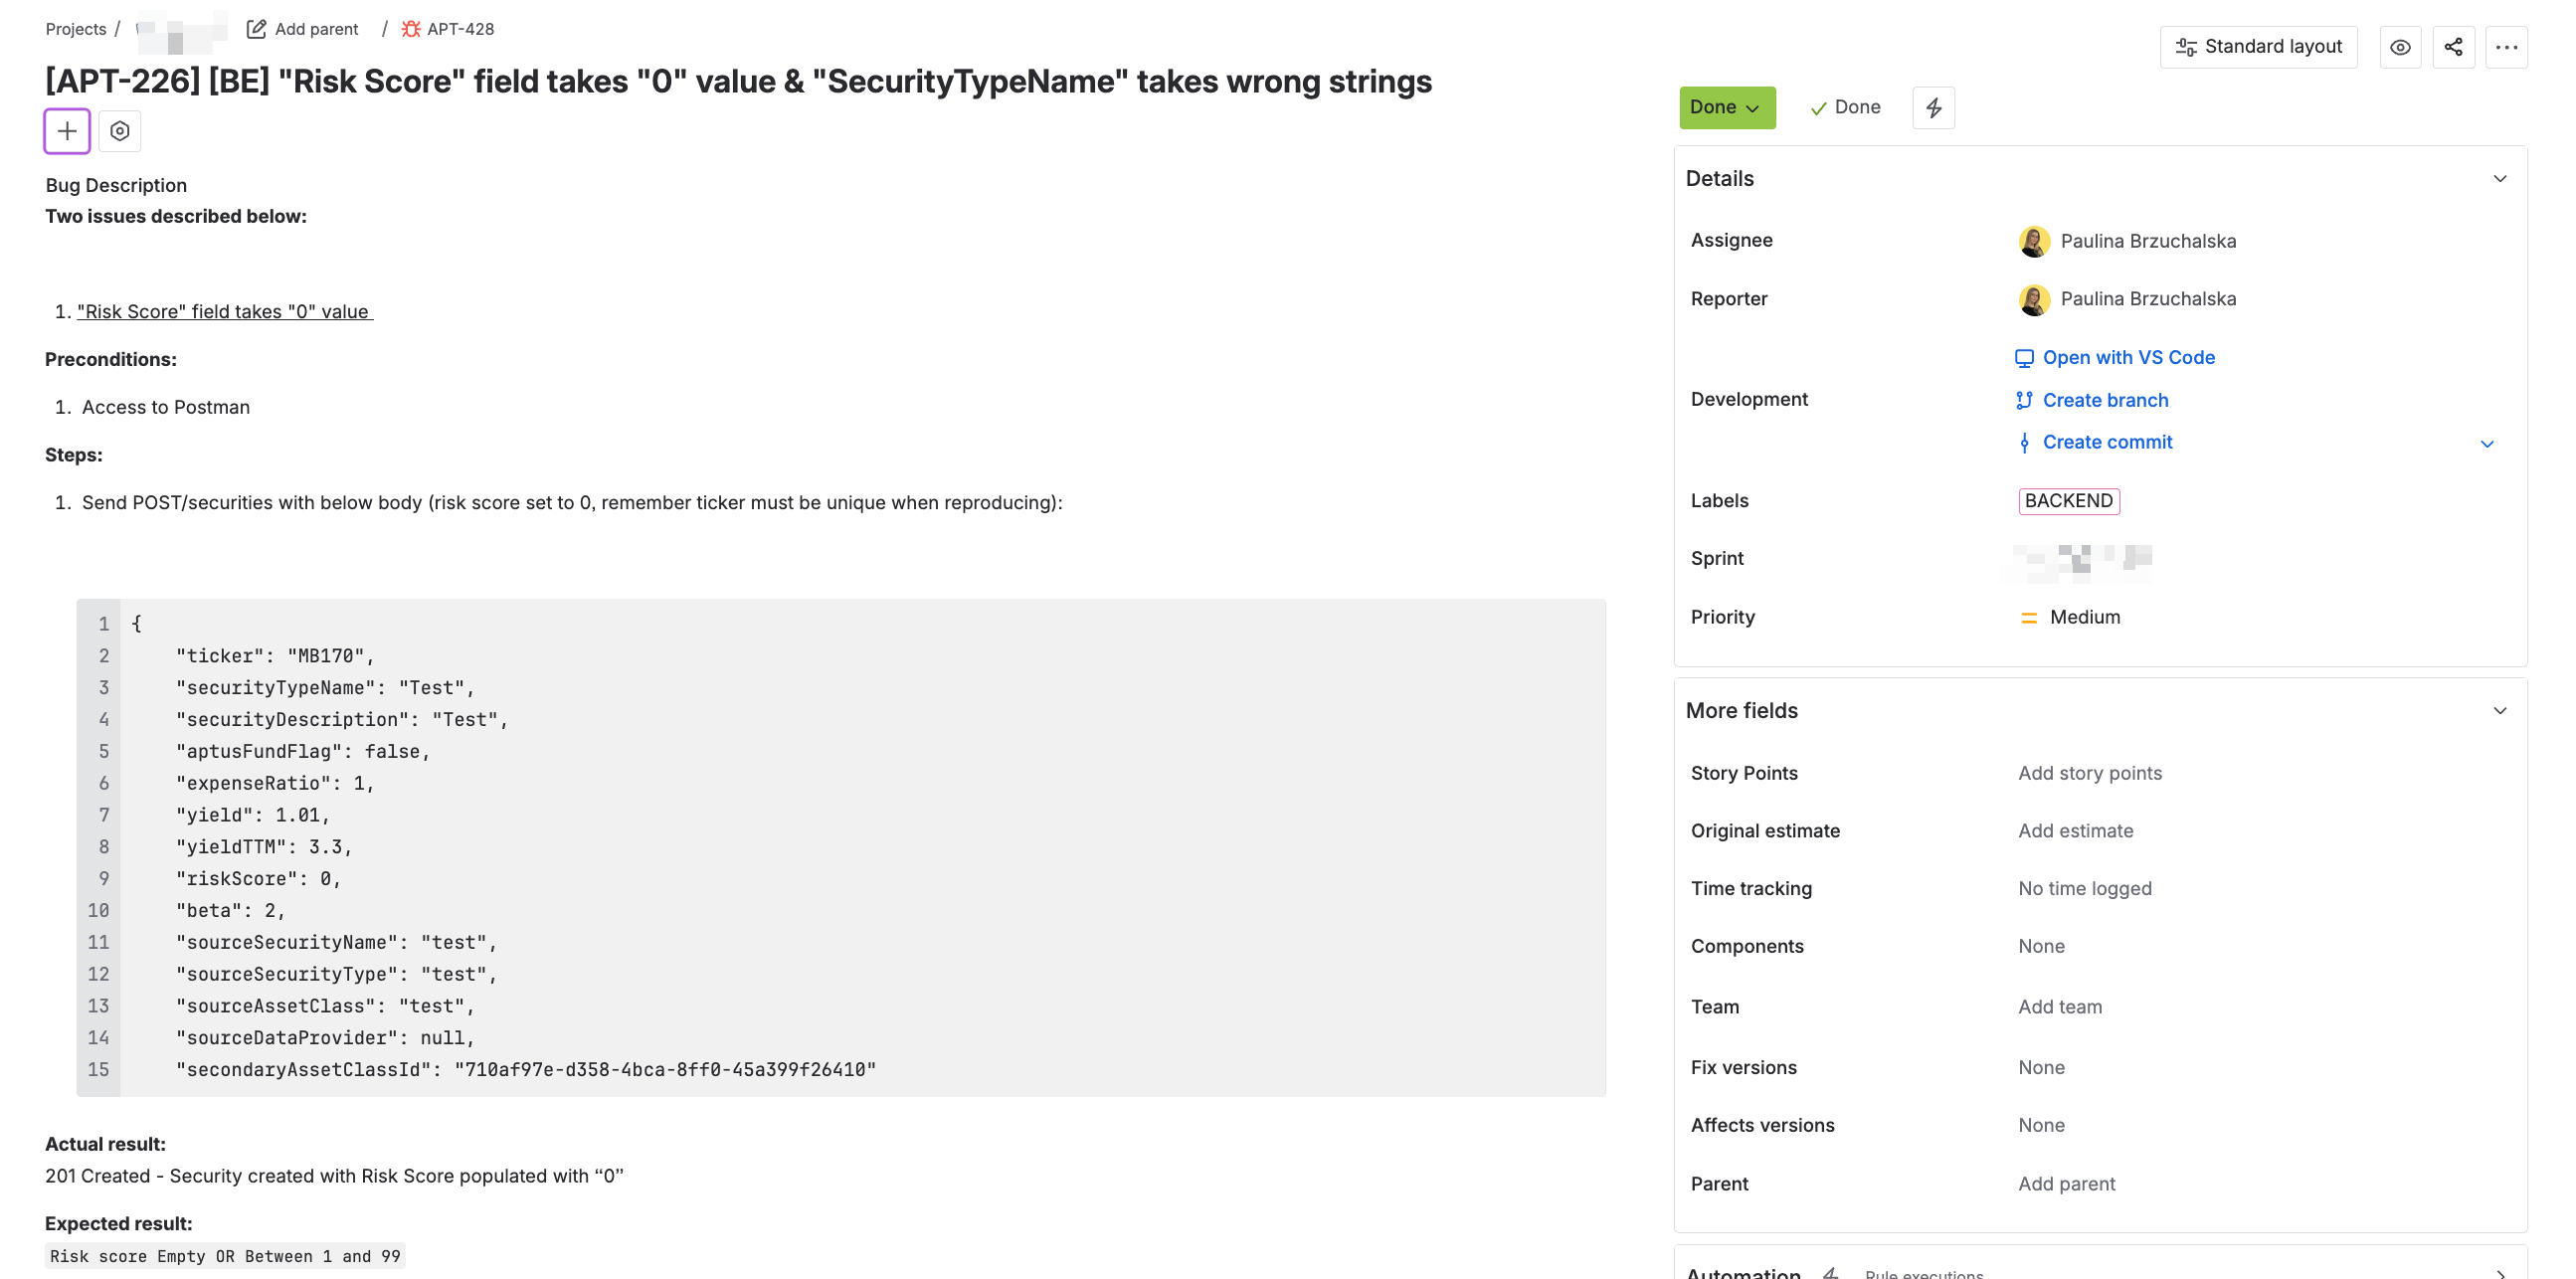 Projects / Add parent / APT-428
[APT-226] [BE] "Risk Score" field takes "0" value & "SecurityTypeName" takes wrong strings
Bug Description
Two issues described below:
1. "Risk Score" field takes "0" value
Preconditions:
1. Access to Postman
Steps:
1. Send POST/securities with below body (risk score set to 0, remember ticker must be unique when reproducing):
1 {
2 "ticker": "MB170",
3 "securityTypeName": "Test",
4 "securityDescription": "Test",
5 "aptusFundFlag": false,
6 "expenseRatio": 1,
7 "yield": 1.01,
8 "yieldTTM": 3.3,
9 "riskScore": 0,
10 "beta": 2,
11 "sourceSecurityName": "test",
12 "sourceSecurityType": "test",
13 "sourceAssetClass": "test",
14 "sourceDataProvider": null,
15 "secondaryAssetClassId": "710af97e-d358-4bca-8ff0-45a399f26410"
Actual result:
201 Created - Security created with Risk Score populated with “0”
Expected result:
Risk score Empty OR Between 1 and 99
Standard layout
Done Done
Details
Assignee Paulina Brzuchalska
Reporter Paulina Brzuchalska
Open with VS Code
Development Create branch
Create commit
Labels BACKEND
Sprint
Priority Medium
More fields
Story Points Add story points
Original estimate Add estimate
Time tracking No time logged
Components None
Team Add team
Fix versions None
Affects versions None
Parent Add parent
Automation Rule executions